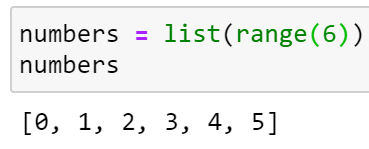 numbers = list(range(6))
numbers
[0, 1, 2, 3, 4, 5]